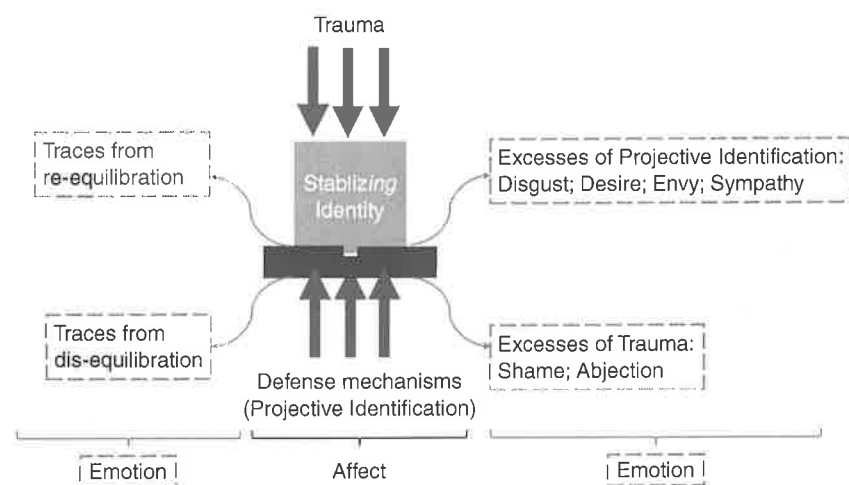 Trauma
Traces from
re-equilibration
Stablizing
Identity
Excesses of Projective Identification:
Disgust; Desire; Envy; Sympathy
Traces from
dis-equilibration
Excesses of Trauma:
Shame; Abjection
Defense mechanisms
(Projective Identification)
Emotion
Affect
Emotion